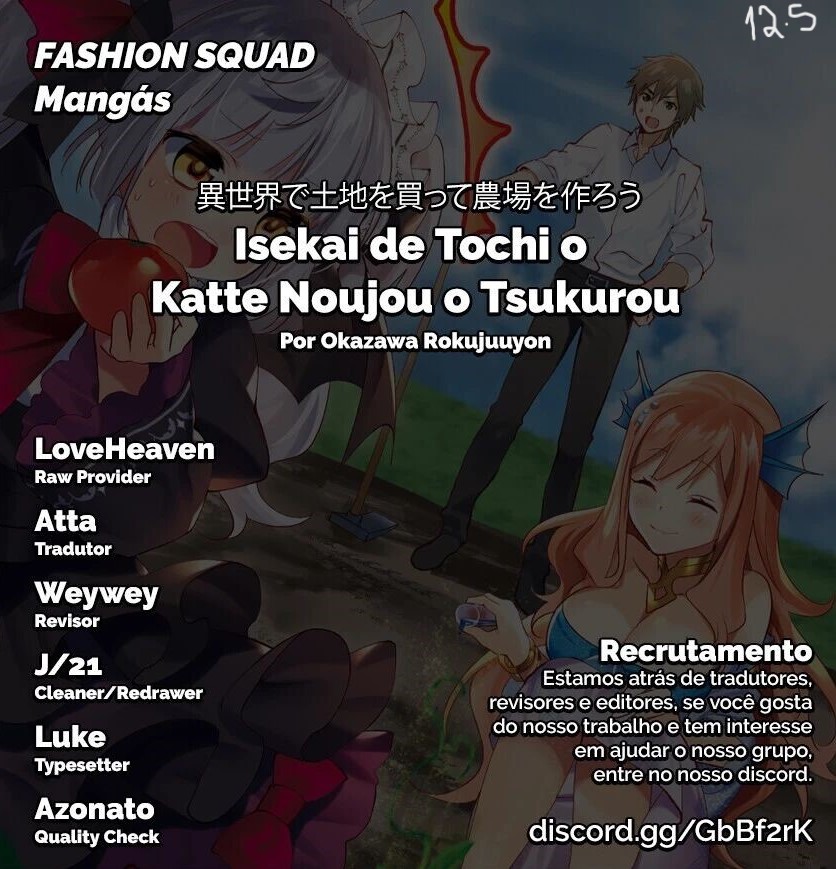 12.5
FASHION SQUAD
Mangás
異世界で土地を買って農場を作ろう
Isekai de Tochi o
Katte Noujou o Tsukurou
Por Okazawa Rokujuuyon
LoveHeaven
Raw Provider
Atta
Tradutor
Weywey
Revisor
J/21
Cleaner/Redrawer
Luke
Typesetter
Azonato
Quality Check
Recrutamento
Estamos atrás de tradutores,
revisores e editores, se você gosta
do nosso trabalho e tem interesse
em ajudar o nosso grupo,
entre no nosso discord.
discord.gg/GbBf2rK